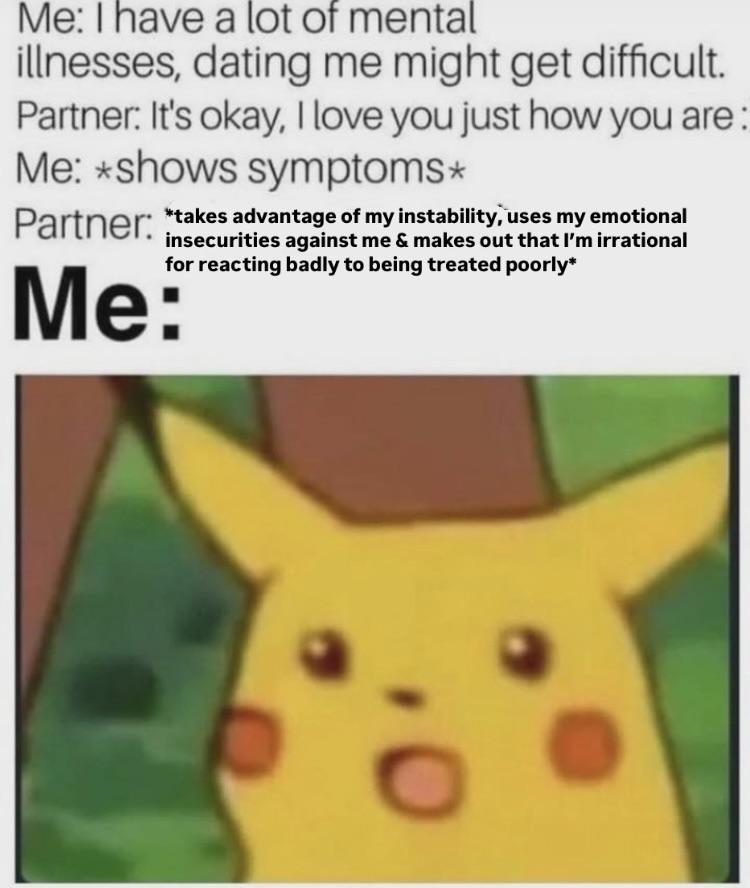 Me: I have a lot of mental
illnesses, dating me might get difficult.
Partner: It's okay, I love you just how you are :
Me: *shows symptoms*
Partner: *takes advantage of my instability, uses my emotional
insecurities against me & makes out that I'm irrational
for reacting badly to being treated poorly*
Me: